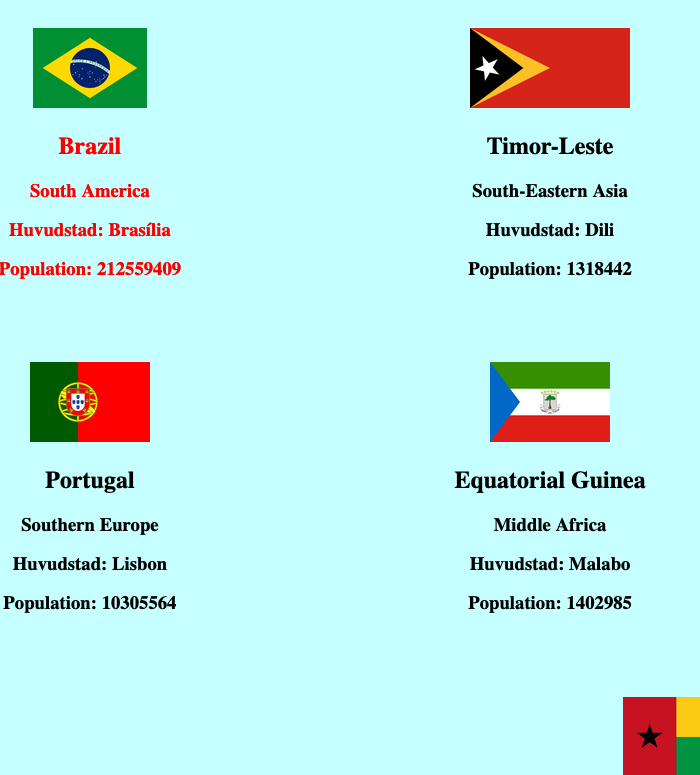 Brazil
South America
Huvudstad: Brasília
Population: 212559409
Timor-Leste
South-Eastern Asia
Huvudstad: Dili
Population: 1318442
Portugal
Southern Europe
Huvudstad: Lisbon
Population: 10305564
Equatorial Guinea
Middle Africa
Huvudstad: Malabo
Population: 1402985